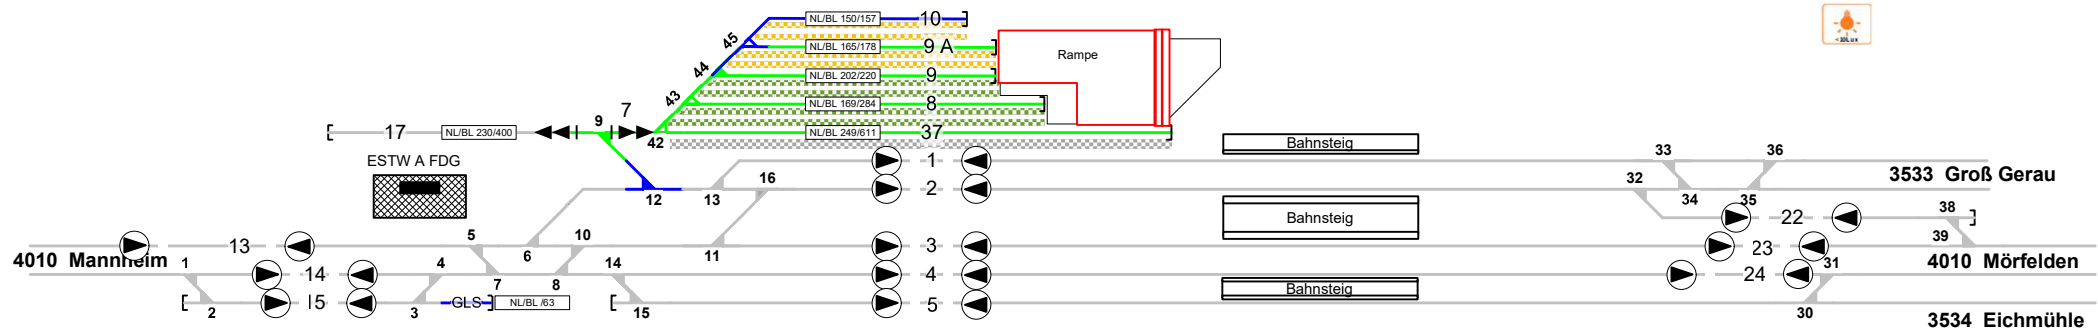 NL/BL 150/157
10
45
NL/BL 165/178
9 A
Rampe
44
NL/BL 202/220
9
43
NL/BL 169/284
8
7
9
17
NL/BL 230/400
42
NL/BL 249/611
37
< 10L u x
ESTW A FDG
Bahnsteig
1
33
36
16
2
12
13
3533 Groß Gerau
32
34
35
Bahnsteig
22
38
13
5
10
6
11
3
23
39
4010 Mannheim
1
14
4
7
8
14
4
24
31
4010 Mörfelden
2
15
3
GLS
NL/BL /63
15
5
Bahnsteig
30
3534 Eichmühle